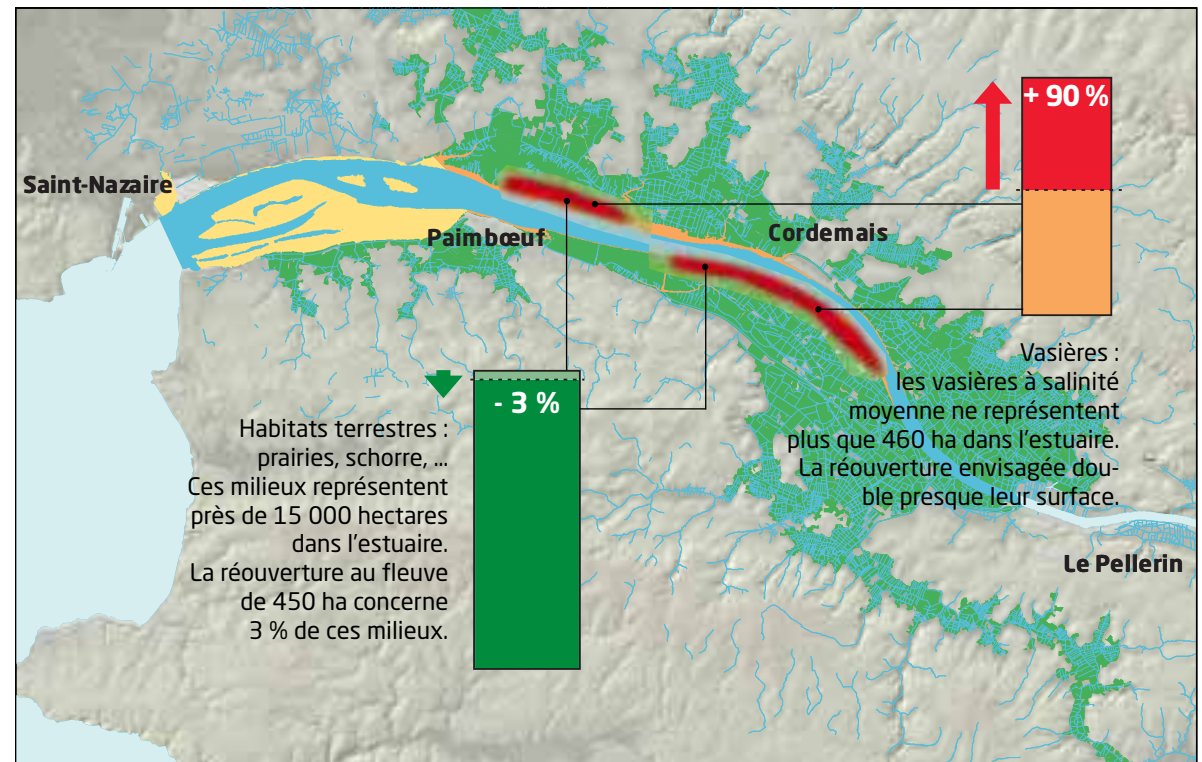 + 90 %
Saint-Nazaire
Paimbœuf
Cordemais
Vasières :
les vasières à salinité
moyenne ne représentent
plus que 460 ha dans l'estuaire.
La réouverture envisagée dou-
ble presque leur surface.
- 3 %
Habitats terrestres :
prairies, schorre, ...
Ces milieux représentent
près de 15 000 hectares
dans l'estuaire.
La réouverture au fleuve
de 450 ha concerne
3 % de ces milieux.
Le Pellerin